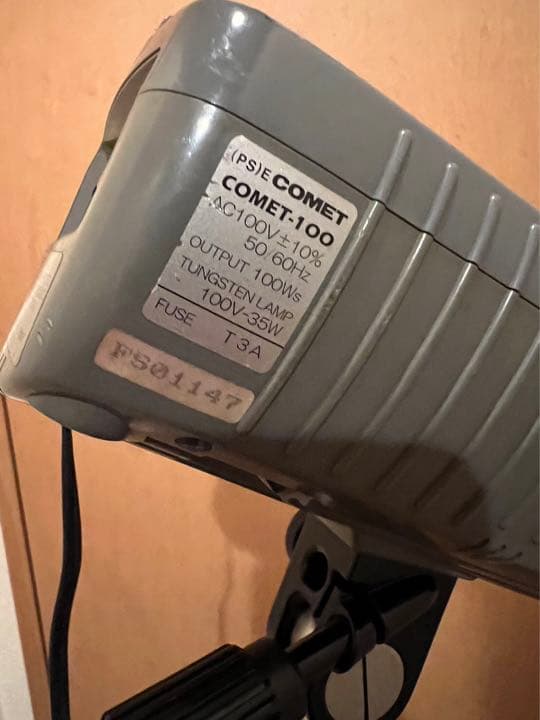 (PS)E COMET
COMET-100
AC100V±10%
50/60Hz
OUTPUT 100Ws
TUNGSTEN LAMP
100V-35W
FUSE T3A
FS01147